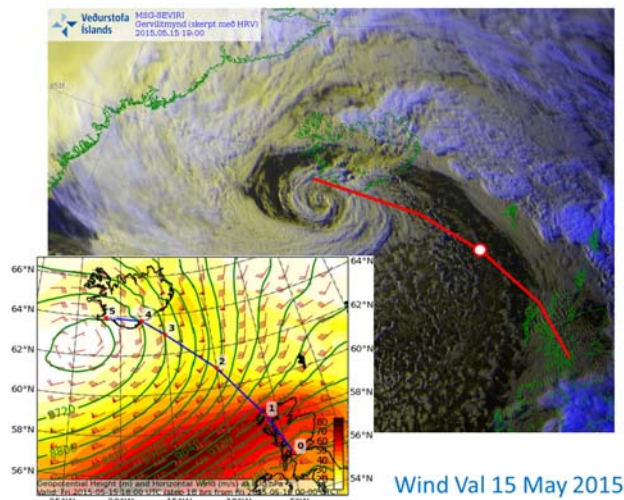 Veðurstofa
Íslands
MSG-SEVIRI
Gervilitmynd (skerpt með HRV)
2015.05.15 19:00
66°N
64°N
62°N
60°N
58°N
56°N
64°N
62°N
60°N
58°N
56°N
54°N
5
4
3
2
1
0
Geopotential Height (m) and Horizontal Wind (m/s) at
Wind Val 15 May 2015